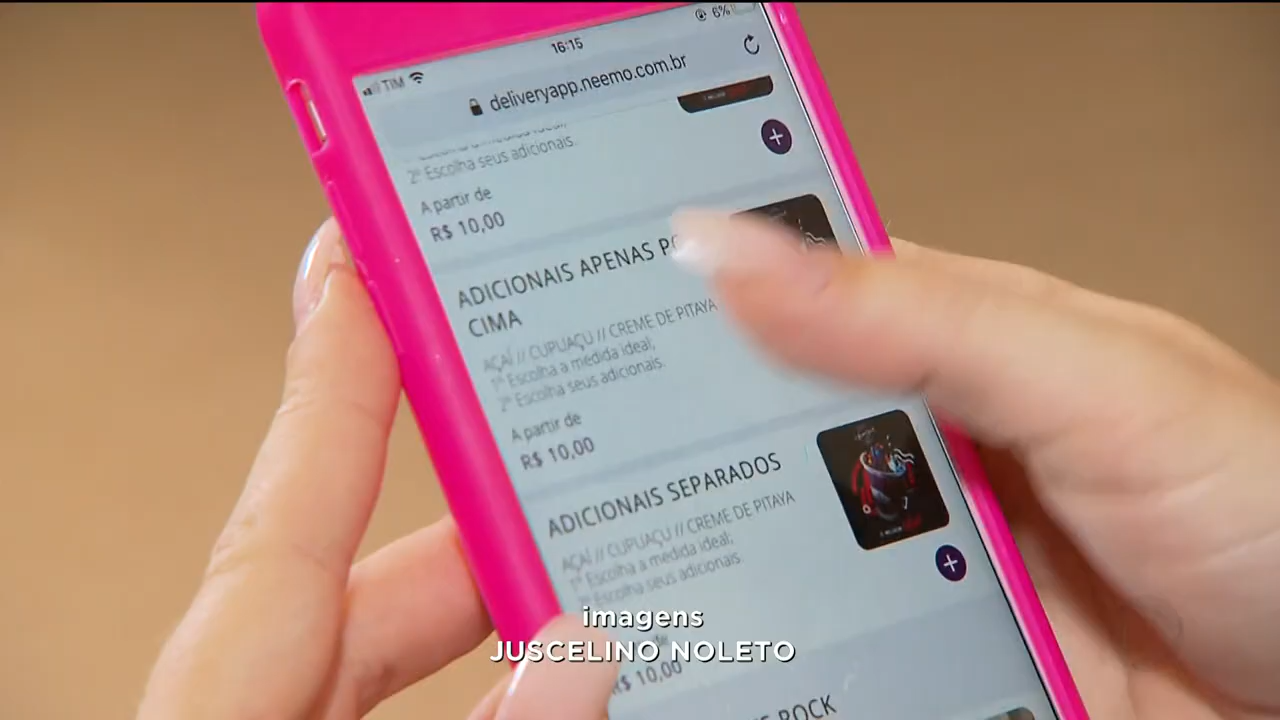 TIM
16:15
6%
deliveryapp.neemo.com.br
2º Escolha seus adicionais.
A partir de
R$ 10,00
ADICIONAIS APENAS
CIMA
AÇAÍ // CUPUAÇU // CREME DE PITAYA
1º Escolha a medida ideal;
2º Escolha seus adicionais.
A partir de
R$ 10,00
ADICIONAIS SEPARADOS
AÇAÍ // CUPUAÇU // CREME DE PITAYA
1º Escolha a medida ideal;
2º Escolha seus adicionais.
imagens
JUSCELINO NOLETO
de
R$ 10,00
ROCK